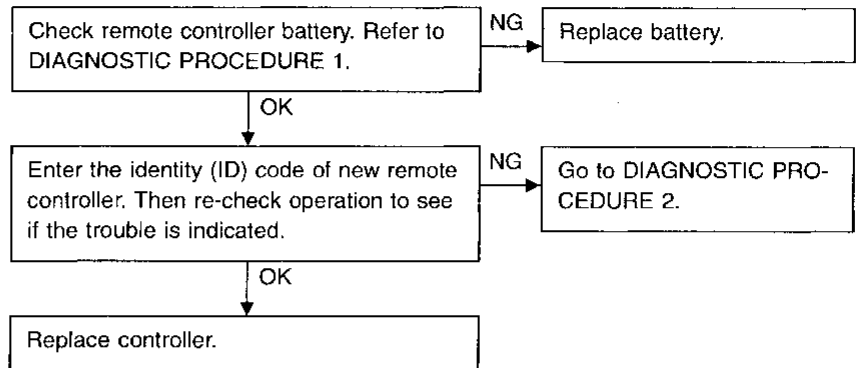 Check remote controller battery. Refer to
DIAGNOSTIC PROCEDURE 1.
NG
Replace battery.
OK
Enter the identity (ID) code of new remote
controller. Then re-check operation to see
if the trouble is indicated.
NG
Go to DIAGNOSTIC PRO-
CEDURE 2.
OK
Replace controller.